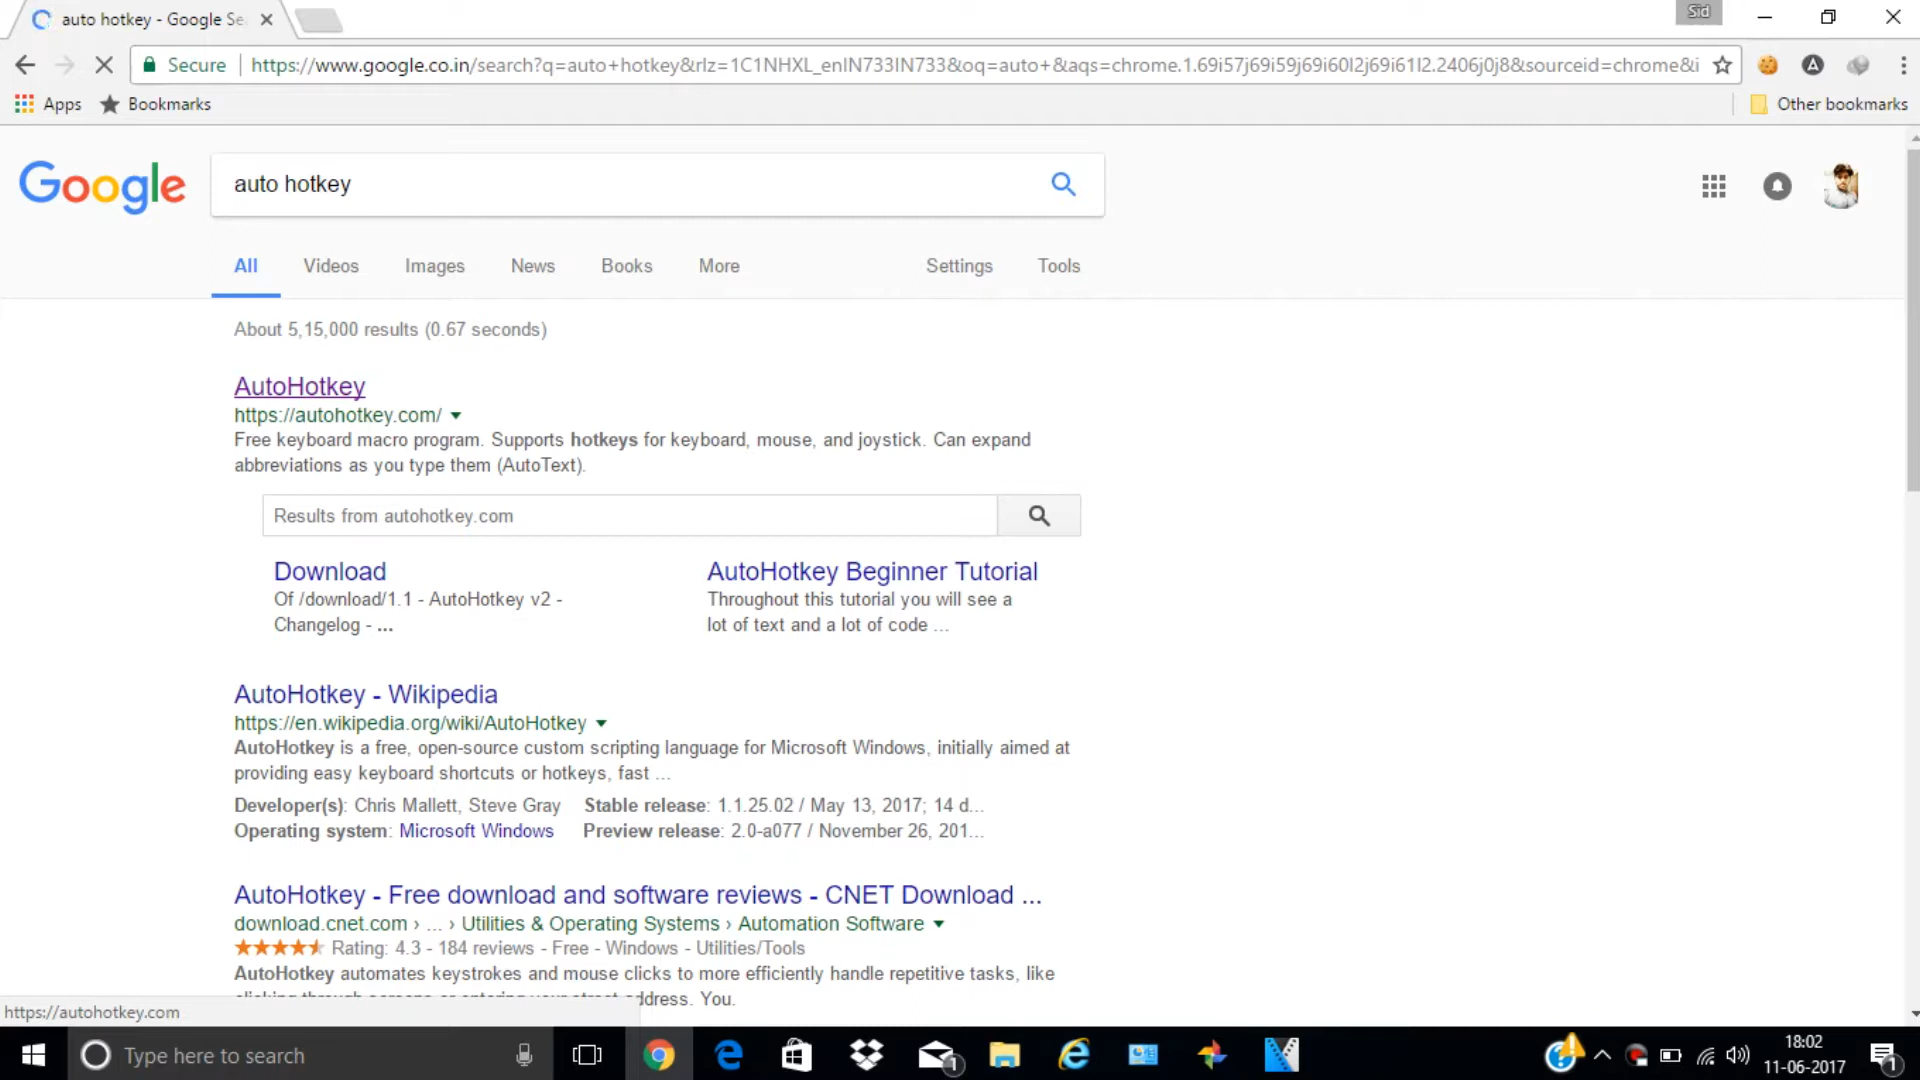 auto hotkey - Google Se
Sid
Secure
https://www.google.co.in/search?q=auto+hotkey&rlz=1C1NHXL_enIN733IN733&oq=auto+&aqs=chrome.1.69i57j69i59j69i60l2j69i61l2.2406j0j8&sourceid=chrome&i
Apps
Bookmarks
Other bookmarks
Google
auto hotkey
All
Videos
Images
News
Books
More
Settings
Tools
About 5,15,000 results (0.67 seconds)
AutoHotkey
https://autohotkey.com/
Free keyboard macro program. Supports hotkeys for keyboard, mouse, and joystick. Can expand
abbreviations as you type them (AutoText).
Results from autohotkey.com
Download
Of /download/1.1 - AutoHotkey v2 -
Changelog - ...
AutoHotkey Beginner Tutorial
Throughout this tutorial you will see a
lot of text and a lot of code ...
AutoHotkey - Wikipedia
https://en.wikipedia.org/wiki/AutoHotkey
AutoHotkey is a free, open-source custom scripting language for Microsoft Windows, initially aimed at
providing easy keyboard shortcuts or hotkeys, fast ...
Developer(s): Chris Mallett, Steve Gray Stable release: 1.1.25.02 / May 13, 2017; 14 d...
Operating system: Microsoft Windows Preview release: 2.0-a077 / November 26, 201...
AutoHotkey - Free download and software reviews - CNET Download ...
download.cnet.com › ... › Utilities & Operating Systems › Automation Software
Rating: 4.3 - 184 reviews - Free - Windows - Utilities/Tools
AutoHotkey automates keystrokes and mouse clicks to more efficiently handle repetitive tasks, like
You.
https://autohotkey.com
Type here to search
1
18:02
11-06-2017
1